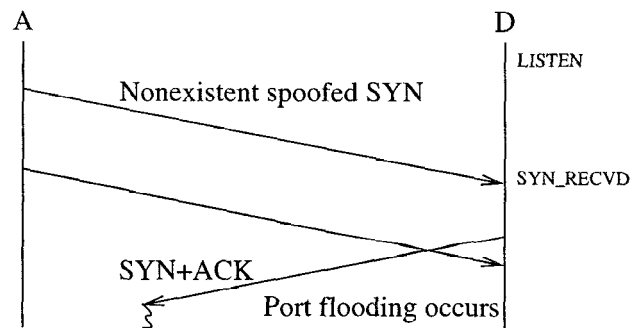 A
D
LISTEN
Nonexistent spoofed SYN
SYN_RECVD
SYN+ACK
Port flooding occurs